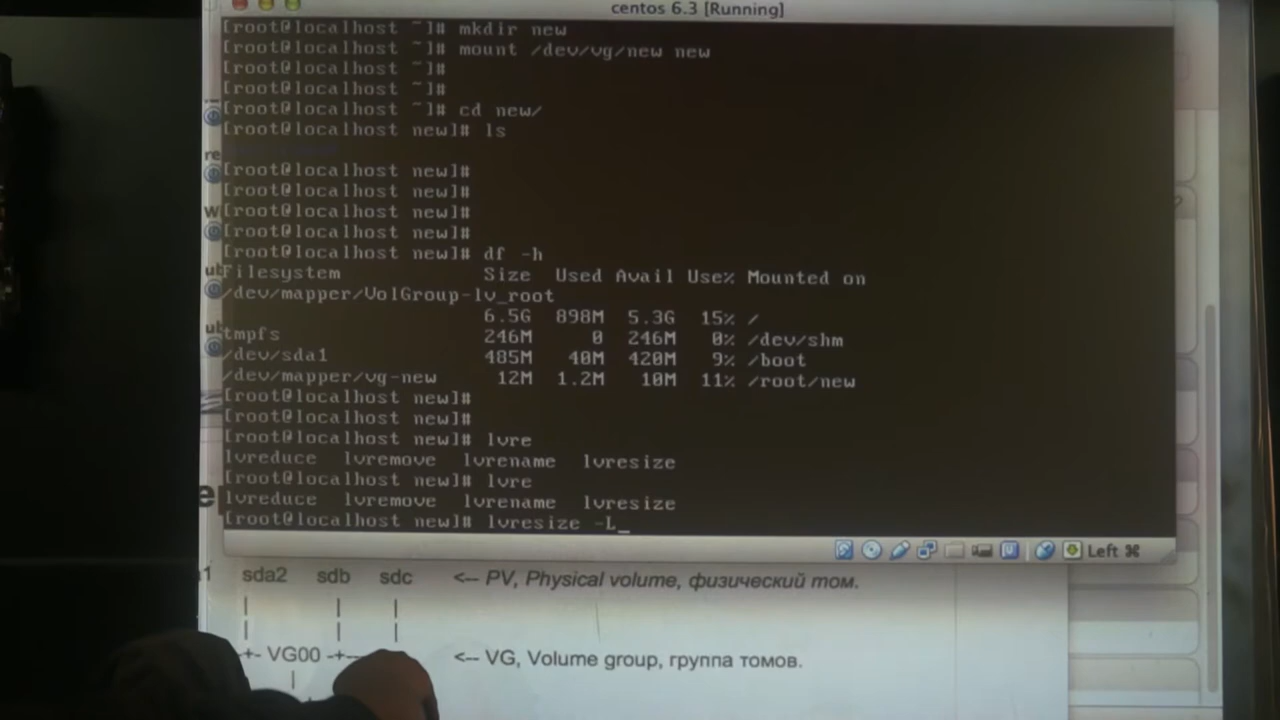 centos 6.3 [Running]
[root@localhost ~]# mkdir new
[root@localhost ~]# mount /dev/vg/new new
[root@localhost ~]#
[root@localhost ~]#
[root@localhost ~]# cd new/
[root@localhost new]# ls
[root@localhost new]#
[root@localhost new]#
[root@localhost new]#
[root@localhost new]#
[root@localhost new]# df -h
Filesystem Size Used Avail Use% Mounted on
/dev/mapper/VolGroup-lv_root
6.5G 898M 5.3G 15% /
tmpfs 246M 0 246M 0% /dev/shm
/dev/sda1 485M 40M 420M 9% /boot
/dev/mapper/vg-new 12M 1.2M 10M 11% /root/new
[root@localhost new]#
[root@localhost new]#
[root@localhost new]# lvre
lvreduce lvremove lvrename lvresize
[root@localhost new]# lvre
lvreduce lvremove lvrename lvresize
[root@localhost new]# lvresize -L_
Left ⌘
sda2 sdb sdc <-- PV, Physical volume, физический том.
| | |
| | |
-+- VG00 -+-- <-- VG, Volume group, группа томов.
|